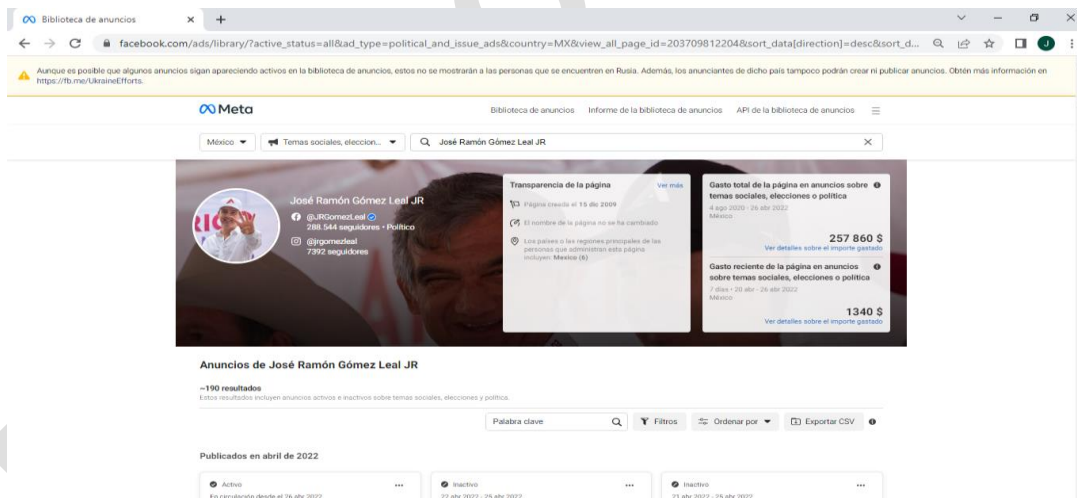 Biblioteca de anuncios
facebook.com/ads/library/?active_status=all&ad_type=political_and_issue_ads&country=MX&view_all_page_id=203709812204&sort_data[direction]=desc&sort_d...
J
Aunque es posible que algunos anuncios sigan apareciendo activos en la biblioteca de anuncios, estos no se mostrarán a las personas que se encuentren en Rusia. Además, los anunciantes de dicho país tampoco podrán crear ni publicar anuncios. Obtén más información en
https://fb.me/UkraineEfforts.
Meta
Biblioteca de anuncios Informe de la biblioteca de anuncios API de la biblioteca de anuncios
México Temas sociales, eleccion... José Ramón Gómez Leal JR
José Ramón Gómez Leal JR
@JRGomezLeal
288.544 seguidores • Político
@jrgomezleal
7392 seguidores
Transparencia de la página Ver más
Página creada el 15 dic 2009
El nombre de la página no se ha cambiado
Los países o las regiones principales de las
personas que administran esta página
incluyen: Mexico (6)
Gasto total de la página en anuncios sobre
temas sociales, elecciones o política
4 ago 2020 - 26 abr 2022
México
257 860 $
Ver detalles sobre el importe gastado
Gasto reciente de la página en anuncios
sobre temas sociales, elecciones o política
7 días • 20 abr - 26 abr 2022
México
1340 $
Ver detalles sobre el importe gastado
Anuncios de José Ramón Gómez Leal JR
~190 resultados
Estos resultados incluyen anuncios activos e inactivos sobre temas sociales, elecciones y política.
Palabra clave Filtros Ordenar por Exportar CSV
Publicados en abril de 2022
Activo
En circulación desde el 26 abr 2022
Inactivo
22 abr 2022 - 25 abr 2022
Inactivo
21 abr 2022 - 25 abr 2022